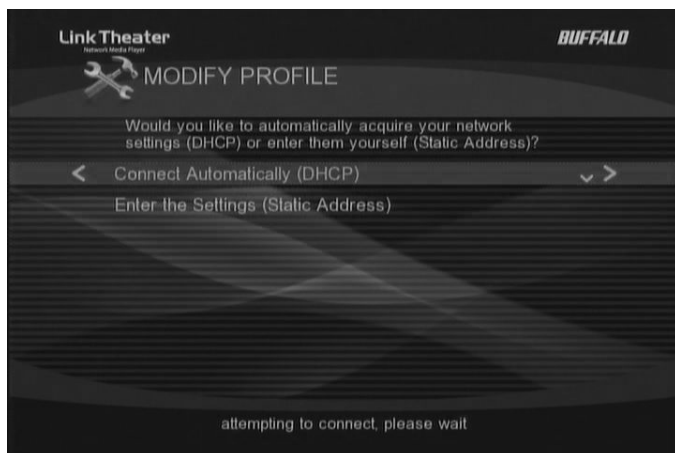 LinkTheater
Network Media Player
BUFFALO
MODIFY PROFILE
Would you like to automatically acquire your network
settings (DHCP) or enter them yourself (Static Address)?
Connect Automatically (DHCP)
Enter the Settings (Static Address)
attempting to connect, please wait